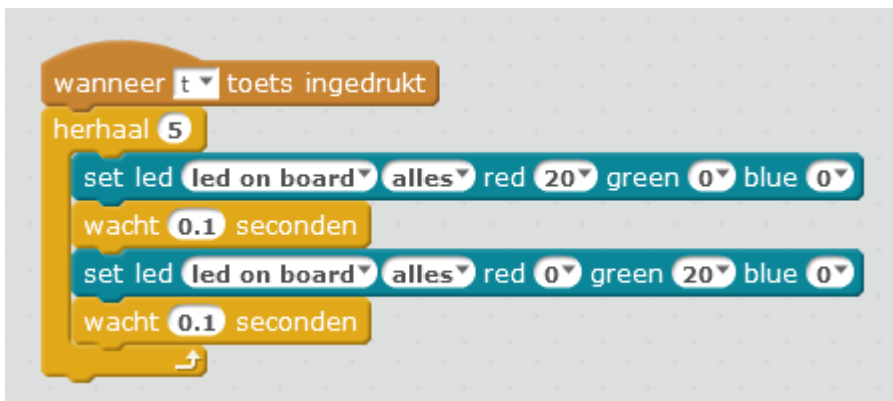 wanneer t toets ingedrukt
herhaal 5
set led led on board alles red 20 green 0 blue 0
wacht 0.1 seconden
set led led on board alles red 0 green 20 blue 0
wacht 0.1 seconden